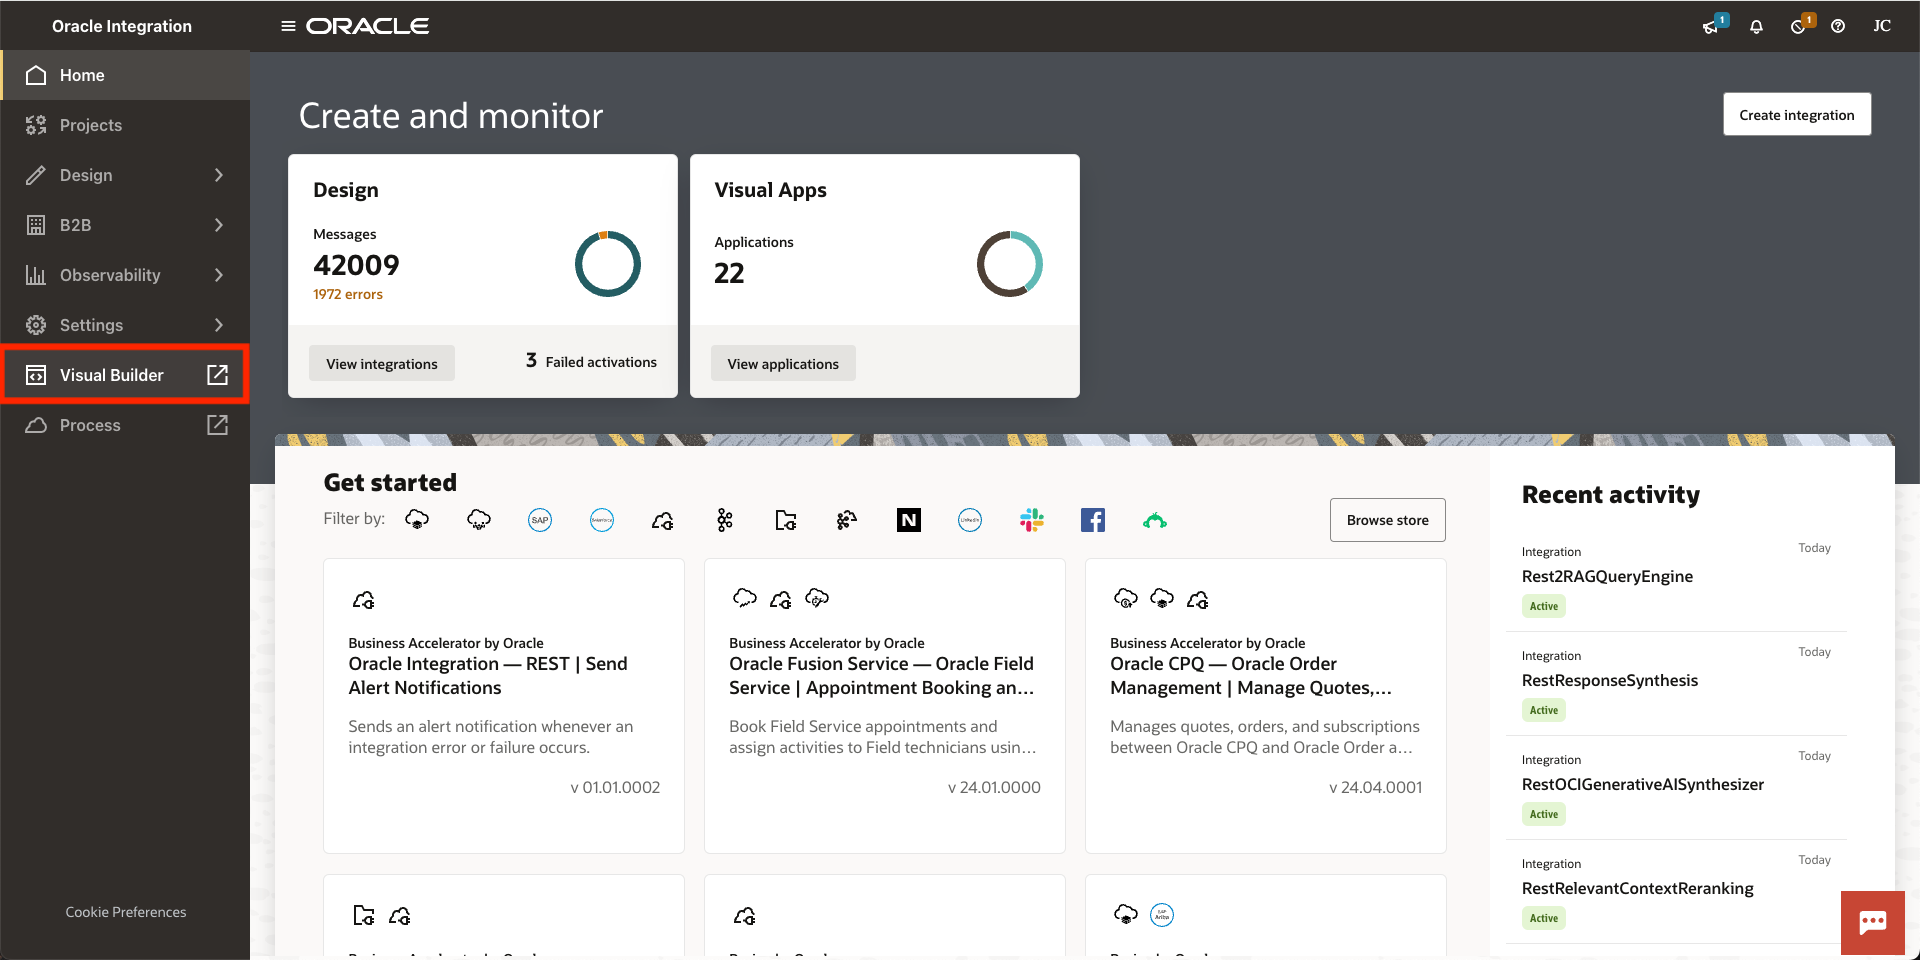 Oracle Integration
ORACLE
1
1
JC
Home
Projects
Design
B2B
Observability
Settings
Visual Builder
Process
Cookie Preferences
Create and monitor
Create integration
Design
Messages
42009
1972 errors
View integrations
3 Failed activations
Visual Apps
Applications
22
View applications
Get started
Filter by:
SAP
N
LinkedIn
Browse store
Business Accelerator by Oracle
Oracle Integration — REST | Send
Alert Notifications
Sends an alert notification whenever an
integration error or failure occurs.
v 01.01.0002
Business Accelerator by Oracle
Oracle Fusion Service — Oracle Field
Service | Appointment Booking an...
Book Field Service appointments and
assign activities to Field technicians usin...
v 24.01.0000
Business Accelerator by Oracle
Oracle CPQ — Oracle Order
Management | Manage Quotes,...
Manages quotes, orders, and subscriptions
between Oracle CPQ and Oracle Order a...
v 24.04.0001
SAP
Ariba
Recent activity
Integration
Today
Rest2RAGQueryEngine
Active
Integration
Today
RestResponseSynthesis
Active
Integration
Today
RestOCIGenerativeAISynthesizer
Active
Integration
Today
RestRelevantContextReranking
Active